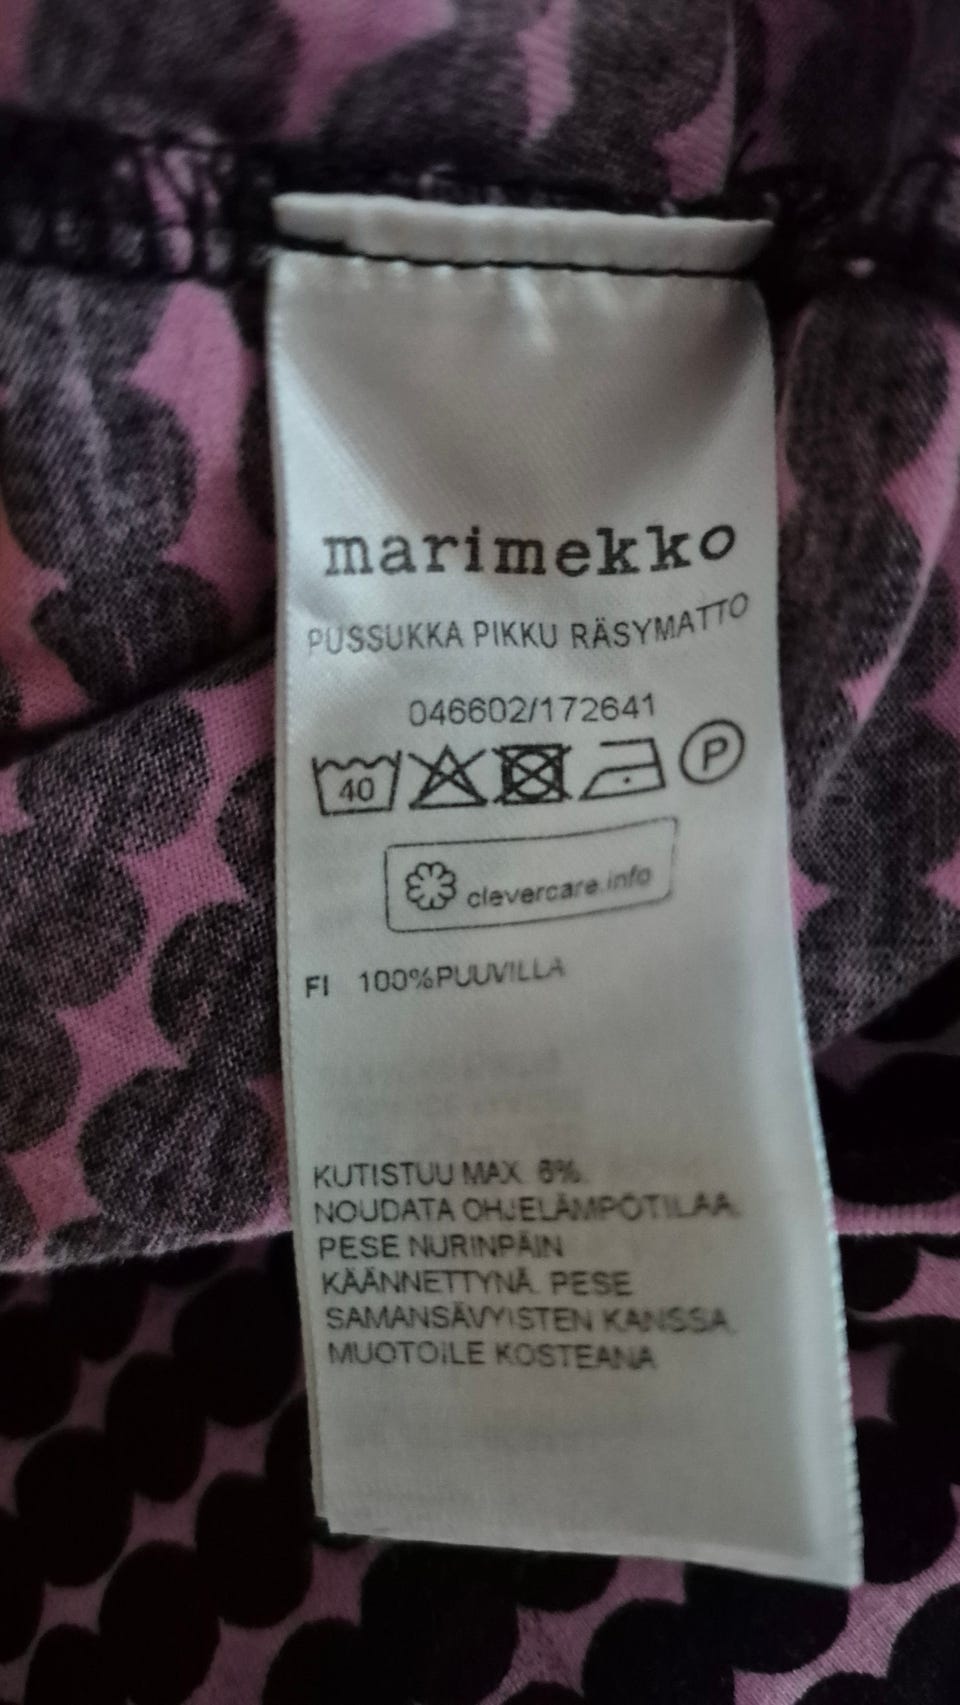 marimekko
PUSSUKKA PIKKU RÄSYMATTO
046602/172641
40 P
clevercare.info
FI 100%PUUVILLA
KUTISTUU MAX. 6%.
NOUDATA OHJELÄMPÖTILAA.
PESE NURINPÄIN
KÄÄNNETTYNÄ. PESE
SAMANSÄVYISTEN KANSSA.
MUOTOILE KOSTEANA